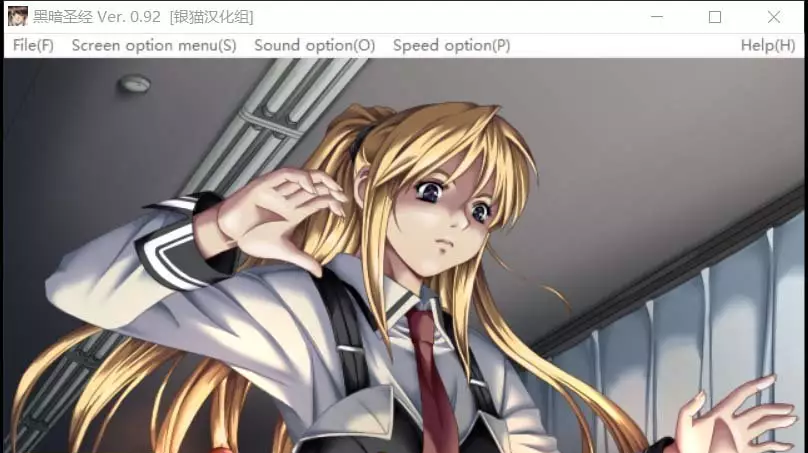 黑暗圣经 Ver. 0.92 [银猫汉化组]
File(F) Screen option menu(S) Sound option(O) Speed option(P) Help(H)